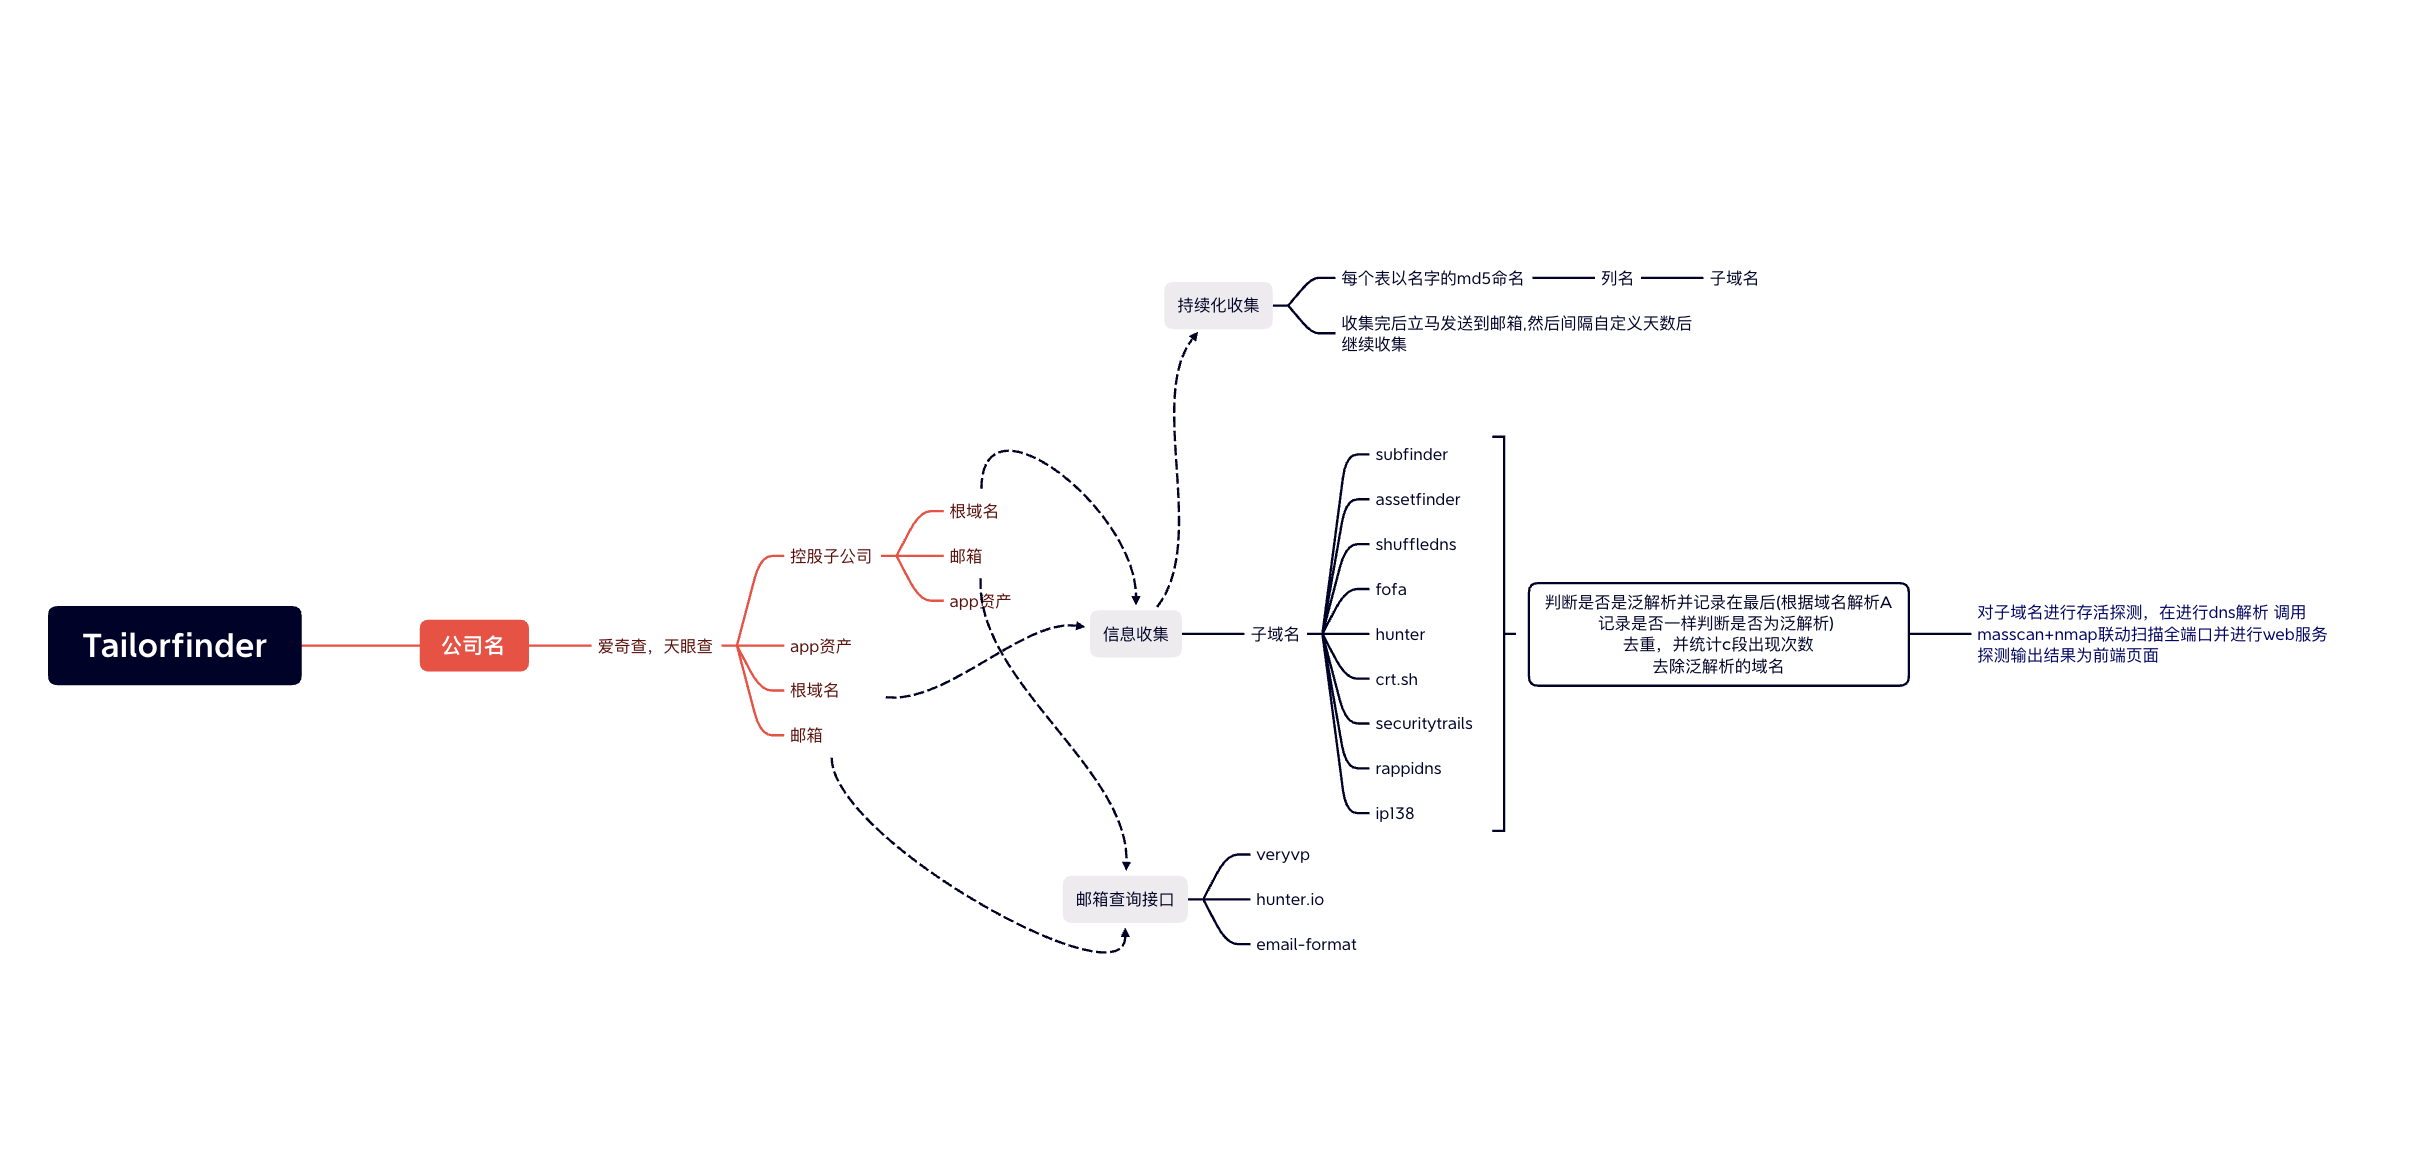 Tailorfinder
公司名
爱奇查，天眼查
控股子公司
根域名
邮箱
app资产
app资产
根域名
邮箱
持续化收集
每个表以名字的md5命名
列名
子域名
收集完后立马发送到邮箱,然后间隔自定义天数后
继续收集
信息收集
子域名
subfinder
assetfinder
shuffledns
fofa
hunter
crt.sh
securitytrails
rappidns
ip138
判断是否是泛解析并记录在最后(根据域名解析A
记录是否一样判断是否为泛解析)
去重，并统计c段出现次数
去除泛解析的域名
对子域名进行存活探测，在进行dns解析 调用
masscan+nmap联动扫描全端口并进行web服务
探测输出结果为前端页面
邮箱查询接口
veryvp
hunter.io
email-format